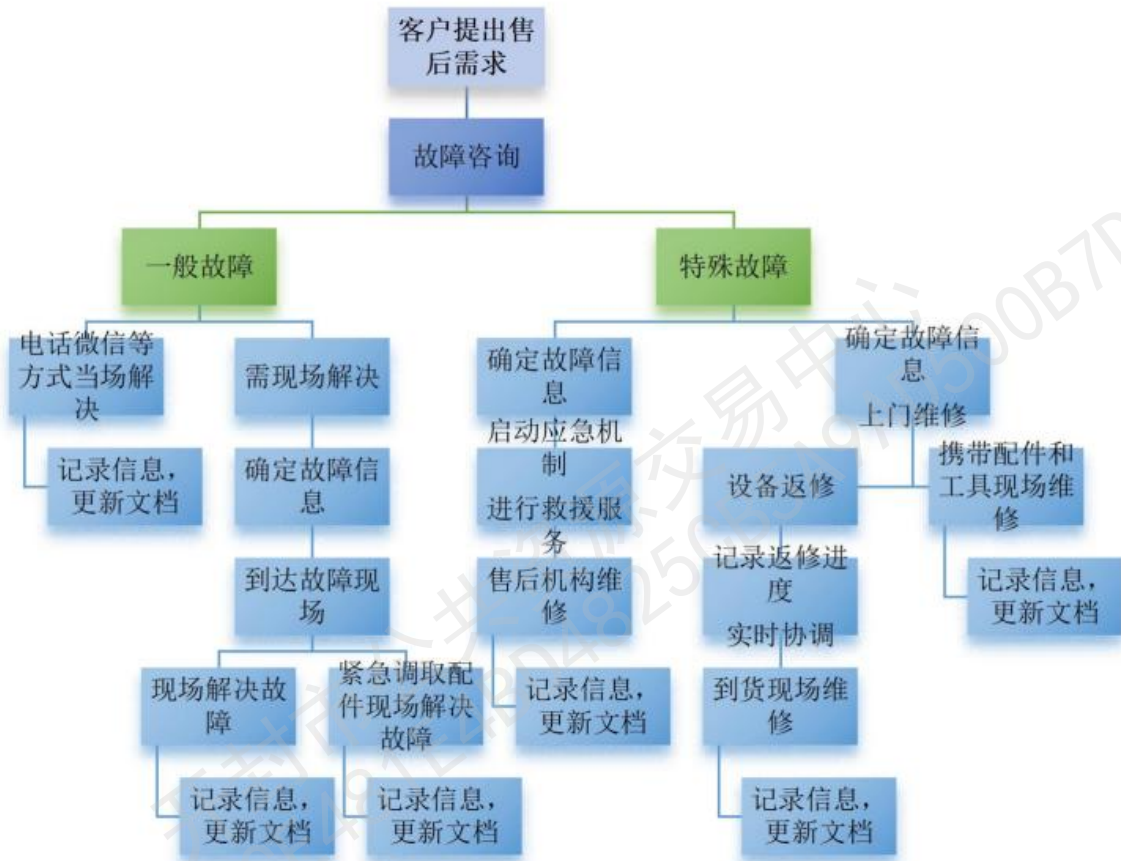 客户提出售
后需求
故障咨询
一般故障
特殊故障
电话微信等
方式当场解
决
需现场解决
确定故障信
息
确定故障信
息
上门维修
记录信息，
更新文档
确定故障信
息
启动应急机
制
进行救援服
务
设备返修
携带配件和
工具现场维
修
到达故障现
场
售后机构维
修
记录返修进
度
实时协调
记录信息，
更新文档
现场解决故
障
紧急调取配
件现场解决
故障
记录信息，
更新文档
到货现场维
修
记录信息，
更新文档
记录信息，
更新文档
记录信息，
更新文档